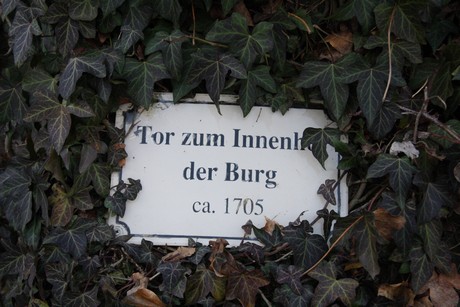 Tor zum Innenh
der Burg
ca. 1705